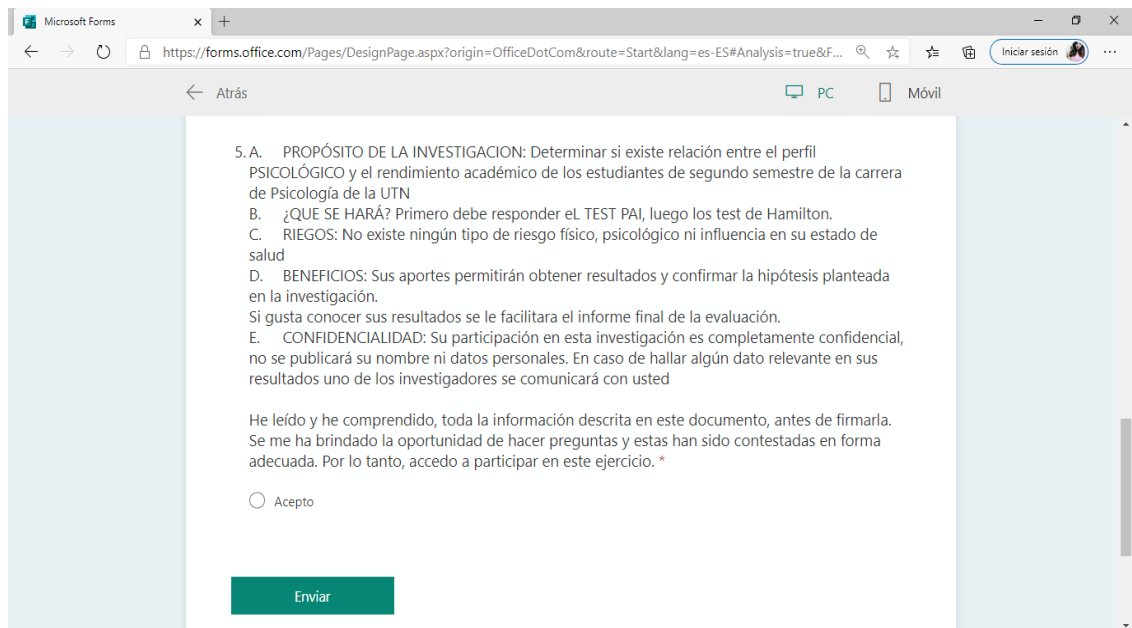 Microsoft Forms
https://forms.office.com/Pages/DesignPage.aspx?origin=OfficeDotCom&route=Start&lang=es-ES#Analysis=true&F...
Iniciar sesión
Atrás
PC
Móvil
5. A. PROPÓSITO DE LA INVESTIGACION: Determinar si existe relación entre el perfil
PSICOLÓGICO y el rendimiento académico de los estudiantes de segundo semestre de la carrera
de Psicología de la UTN
B. ¿QUE SE HARÁ? Primero debe responder eL TEST PAI, luego los test de Hamilton.
C. RIEGOS: No existe ningún tipo de riesgo físico, psicológico ni influencia en su estado de
salud
D. BENEFICIOS: Sus aportes permitirán obtener resultados y confirmar la hipótesis planteada
en la investigación.
Si gusta conocer sus resultados se le facilitara el informe final de la evaluación.
E. CONFIDENCIALIDAD: Su participación en esta investigación es completamente confidencial,
no se publicará su nombre ni datos personales. En caso de hallar algún dato relevante en sus
resultados uno de los investigadores se comunicará con usted
He leído y he comprendido, toda la información descrita en este documento, antes de firmarla.
Se me ha brindado la oportunidad de hacer preguntas y estas han sido contestadas en forma
adecuada. Por lo tanto, accedo a participar en este ejercicio. *
Acepto
Enviar